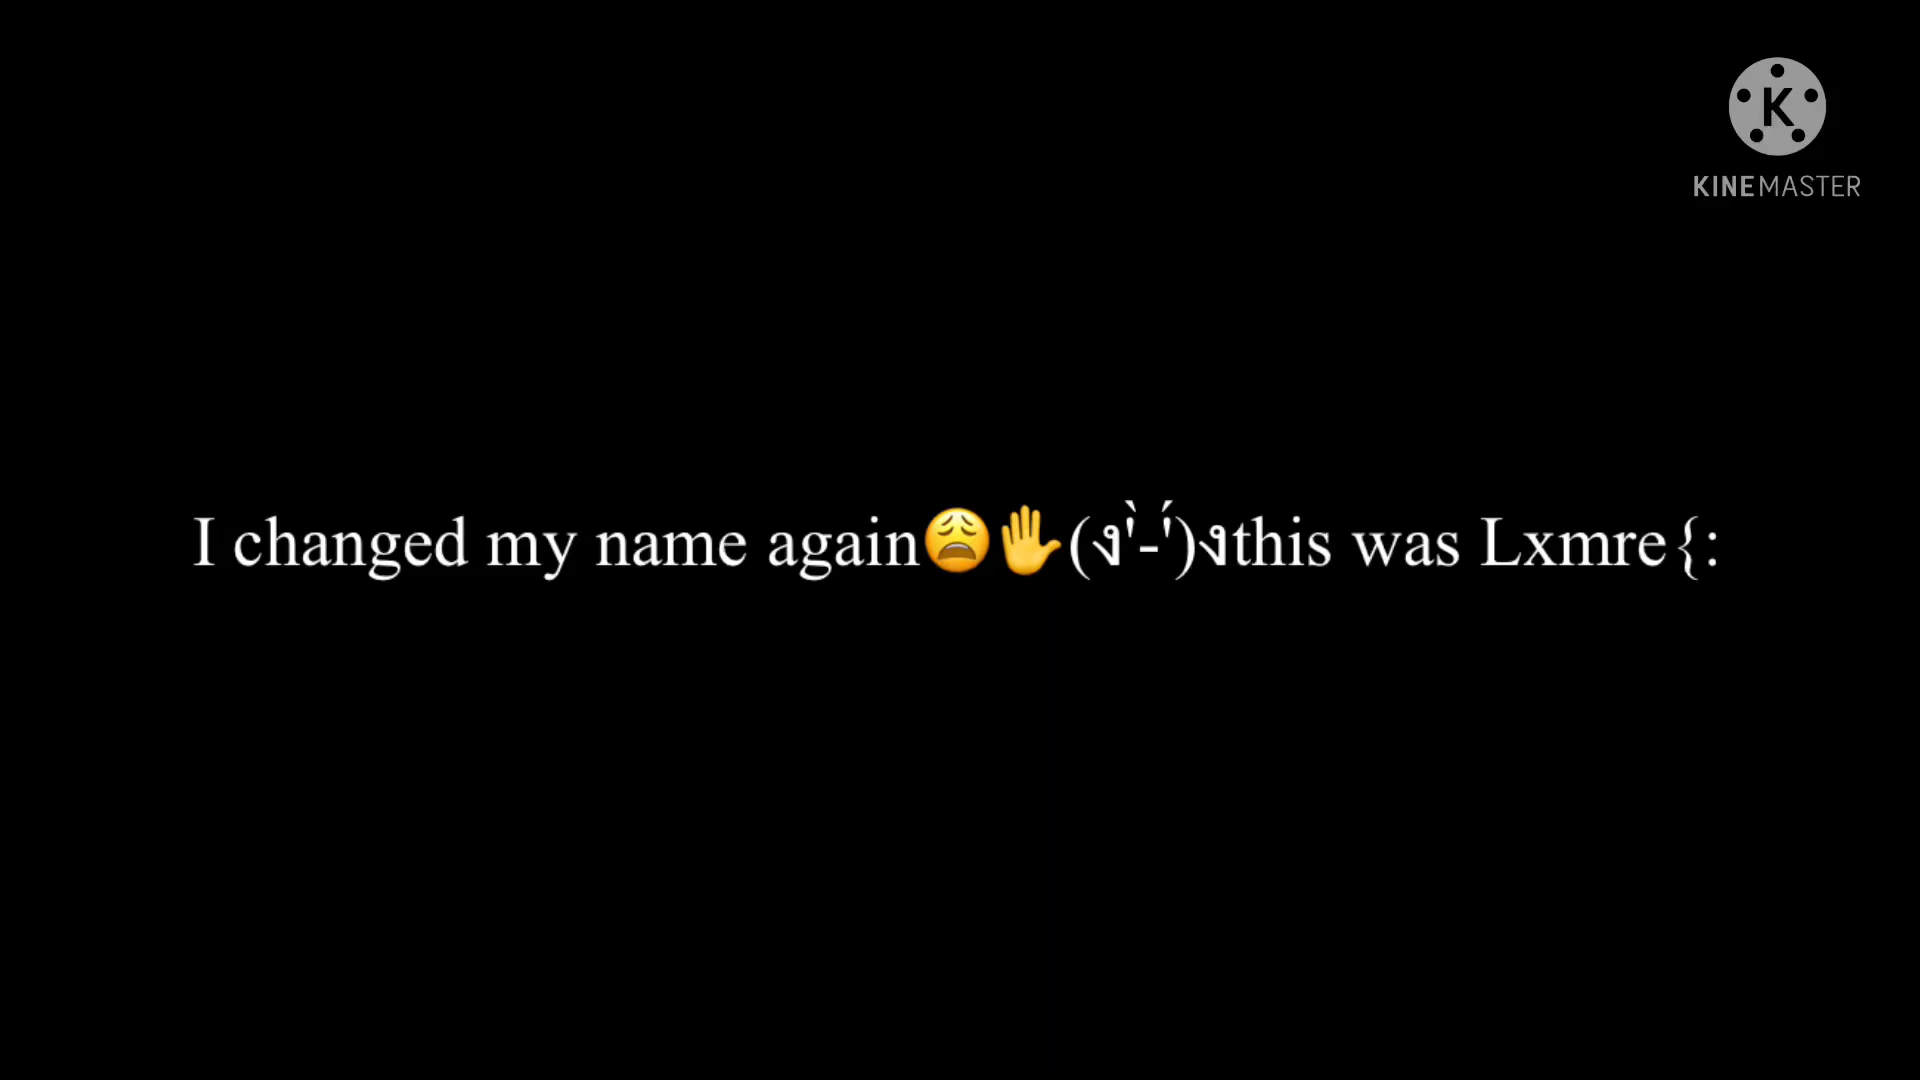 K
KINEMASTER
I changed my name again😩✋(ง'̀-'́)งthis was Lxmre{: